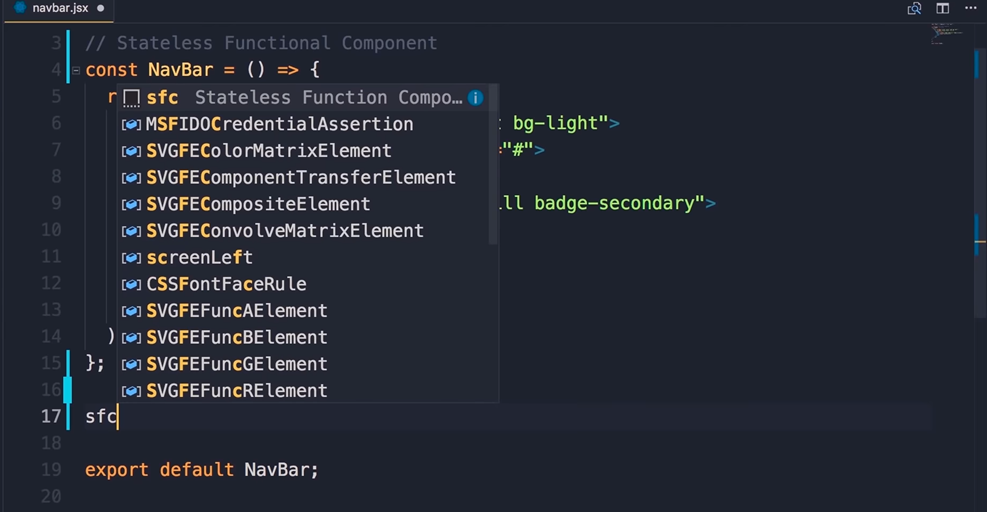 navbar.jsx
3 // Stateless Functional Component
4 const NavBar = () => {
5 r
sfc Stateless Function Compo...
6 bg-light">
MSFIDOCredentialAssertion
7 ="#">
SVGFEColorMatrixElement
8
SVGFEComponentTransferElement
9 ll badge-secondary">
SVGFECompositeElement
10
SVGFEConvolveMatrixElement
11
screenLeft
12
CSSFontFaceRule
13
SVGFEFuncAElement
14 )
SVGFEFuncBElement
15 };
SVGFEFuncGElement
16
SVGFEFuncRElement
17 sfc
18
19 export default NavBar;
20